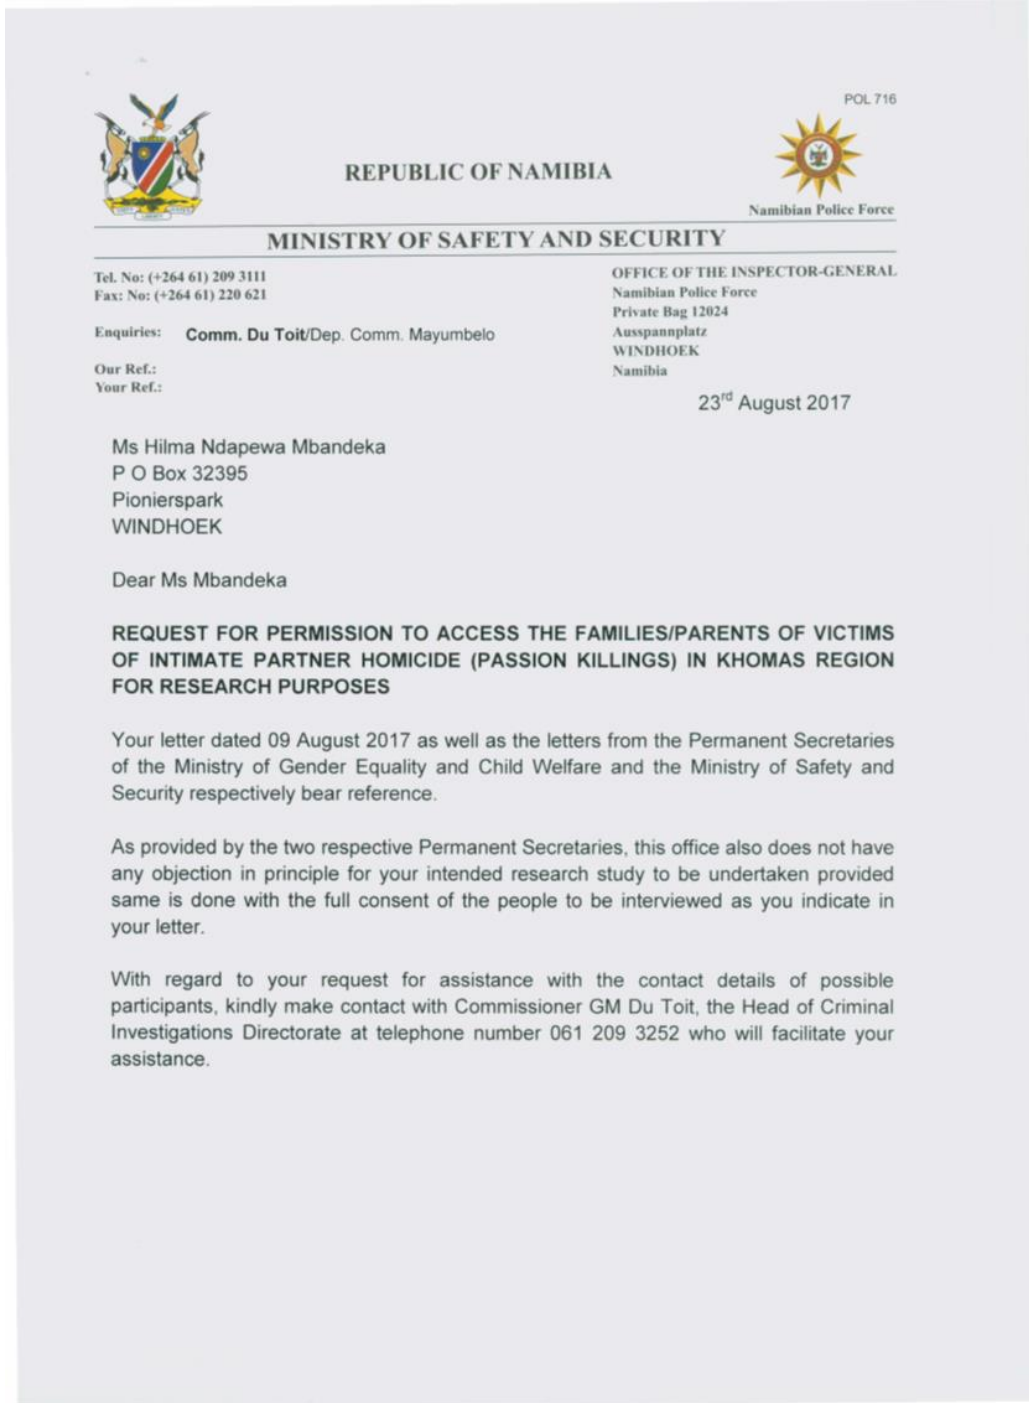 POL 716
REPUBLIC OF NAMIBIA
Namibian Police Force
MINISTRY OF SAFETY AND SECURITY
Tel. No: (+264 61) 209 3111
Fax: No: (+264 61) 220 621
Enquiries: Comm. Du Toit/Dep. Comm. Mayumbelo
Our Ref.:
Your Ref.:
OFFICE OF THE INSPECTOR-GENERAL
Namibian Police Force
Private Bag 12024
Ausspannplatz
WINDHOEK
Namibia
23rd August 2017
Ms Hilma Ndapewa Mbandeka
P O Box 32395
Pionierspark
WINDHOEK
Dear Ms Mbandeka
REQUEST FOR PERMISSION TO ACCESS THE FAMILIES/PARENTS OF VICTIMS
OF INTIMATE PARTNER HOMICIDE (PASSION KILLINGS) IN KHOMAS REGION
FOR RESEARCH PURPOSES
Your letter dated 09 August 2017 as well as the letters from the Permanent Secretaries
of the Ministry of Gender Equality and Child Welfare and the Ministry of Safety and
Security respectively bear reference.
As provided by the two respective Permanent Secretaries, this office also does not have
any objection in principle for your intended research study to be undertaken provided
same is done with the full consent of the people to be interviewed as you indicate in
your letter.
With regard to your request for assistance with the contact details of possible
participants, kindly make contact with Commissioner GM Du Toit, the Head of Criminal
Investigations Directorate at telephone number 061 209 3252 who will facilitate your
assistance.